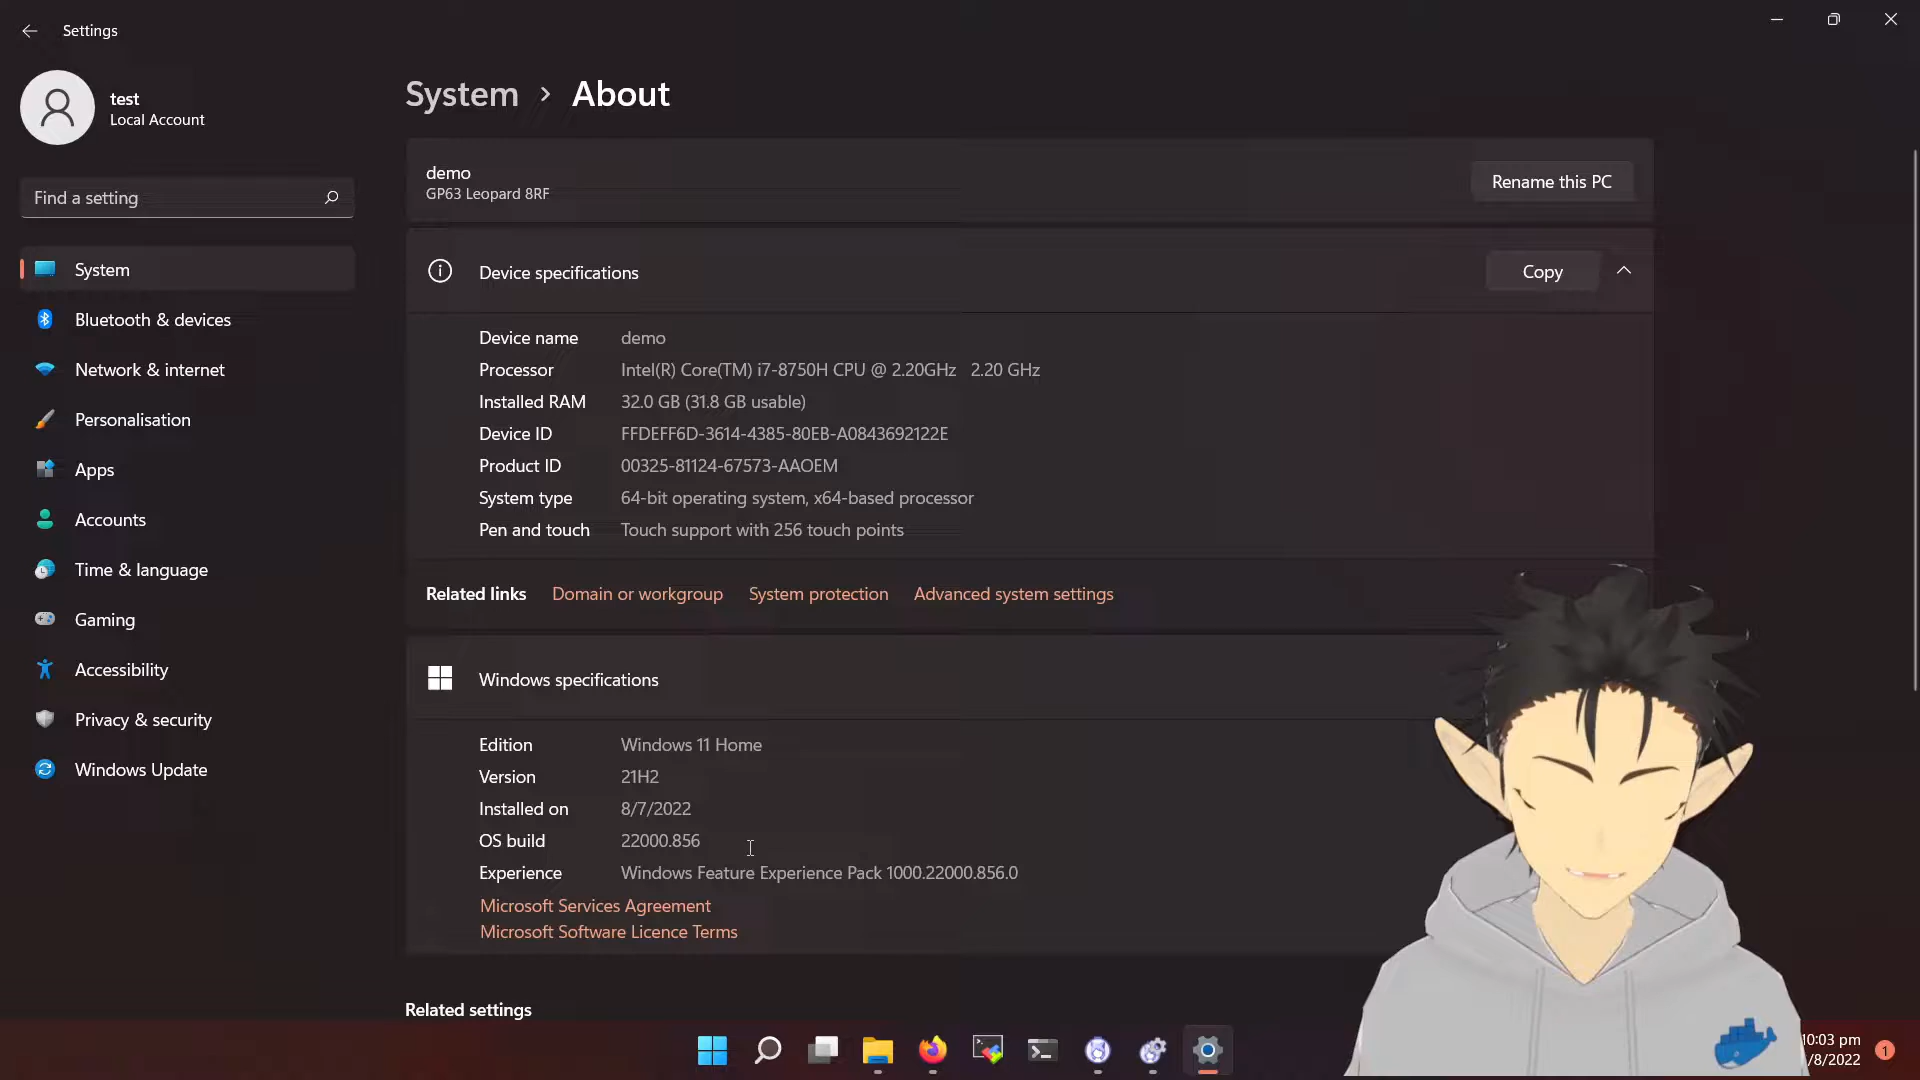 Settings
test
Local Account
Find a setting
System
Bluetooth & devices
Network & internet
Personalisation
Apps
Accounts
Time & language
Gaming
Accessibility
Privacy & security
Windows Update
System > About
demo
GP63 Leopard 8RF
Rename this PC
Device specifications
Copy
Device name demo
Processor Intel(R) Core(TM) i7-8750H CPU @ 2.20GHz 2.20 GHz
Installed RAM 32.0 GB (31.8 GB usable)
Device ID FFDEFF6D-3614-4385-80EB-A0843692122E
Product ID 00325-81124-67573-AAOEM
System type 64-bit operating system, x64-based processor
Pen and touch Touch support with 256 touch points
Related links Domain or workgroup System protection Advanced system settings
Windows specifications
Edition Windows 11 Home
Version 21H2
Installed on 8/7/2022
OS build 22000.856
Experience Windows Feature Experience Pack 1000.22000.856.0
Microsoft Services Agreement
Microsoft Software Licence Terms
Related settings
10:03 pm
/8/2022
1